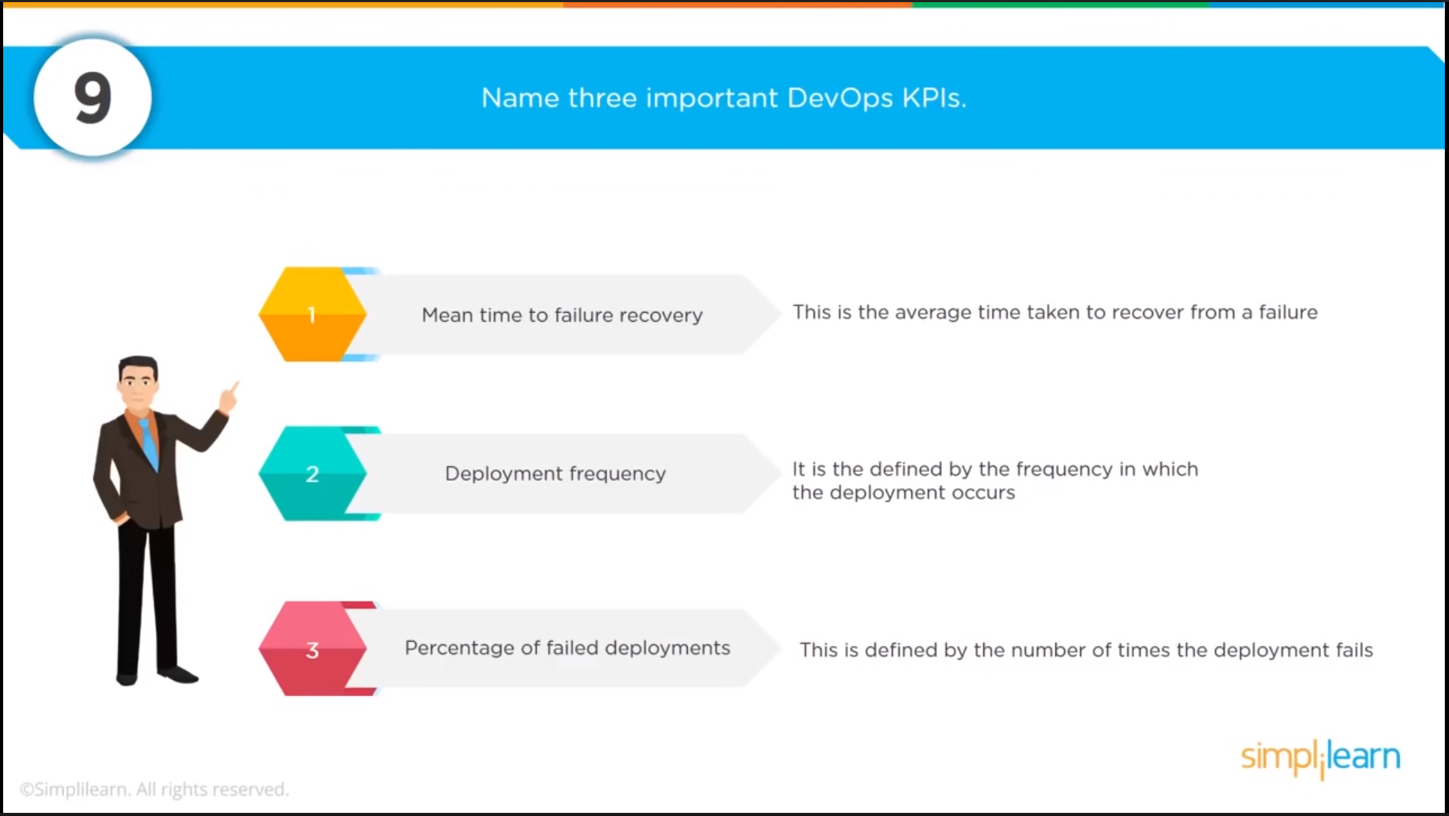 9
Name three important DevOps KPIs.
1
Mean time to failure recovery
This is the average time taken to recover from a failure
2
Deployment frequency
It is the defined by the frequency in which
the deployment occurs
3
Percentage of failed deployments
This is defined by the number of times the deployment fails
simplilearn
©Simplilearn. All rights reserved.